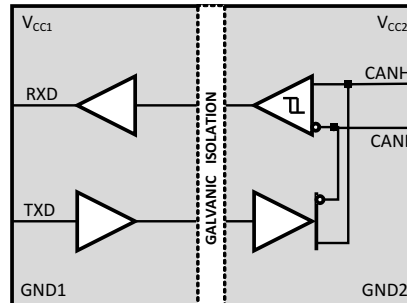 VCC1
VCC2
RXD
CANH
CANL
TXD
GALVANIC ISOLATION
GND1
GND2